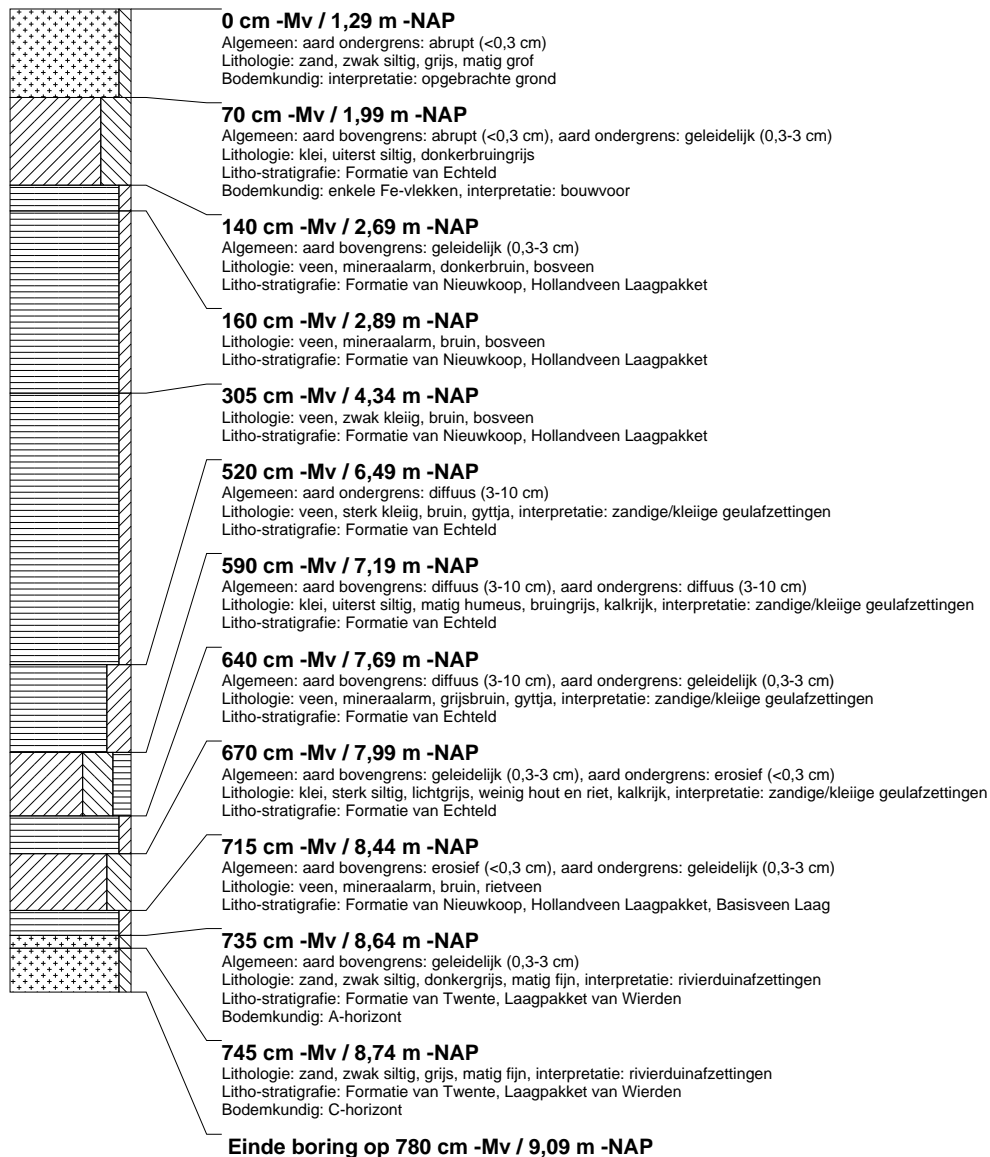 0 cm -Mv / 1,29 m -NAP
Algemeen: aard ondergrens: abrupt (<0,3 cm)
Lithologie: zand, zwak siltig, grijs, matig grof
Bodemkundig: interpretatie: opgebrachte grond
70 cm -Mv / 1,99 m -NAP
Algemeen: aard bovengrens: abrupt (<0,3 cm), aard ondergrens: geleidelijk (0,3-3 cm)
Lithologie: klei, uiterst siltig, donkerbruingrijs
Litho-stratigrafie: Formatie van Echteld
Bodemkundig: enkele Fe-vlekken, interpretatie: bouwvoor
140 cm -Mv / 2,69 m -NAP
Algemeen: aard bovengrens: geleidelijk (0,3-3 cm)
Lithologie: veen, mineraalarm, donkerbruin, bosveen
Litho-stratigrafie: Formatie van Nieuwkoop, Hollandveen Laagpakket
160 cm -Mv / 2,89 m -NAP
Lithologie: veen, mineraalarm, bruin, bosveen
Litho-stratigrafie: Formatie van Nieuwkoop, Hollandveen Laagpakket
305 cm -Mv / 4,34 m -NAP
Lithologie: veen, zwak kleiig, bruin, bosveen
Litho-stratigrafie: Formatie van Nieuwkoop, Hollandveen Laagpakket
520 cm -Mv / 6,49 m -NAP
Algemeen: aard ondergrens: diffuus (3-10 cm)
Lithologie: veen, sterk kleiig, bruin, gyttja, interpretatie: zandige/kleiige geulafzettingen
Litho-stratigrafie: Formatie van Echteld
590 cm -Mv / 7,19 m -NAP
Algemeen: aard bovengrens: diffuus (3-10 cm), aard ondergrens: diffuus (3-10 cm)
Lithologie: klei, uiterst siltig, matig humeus, bruingrijs, kalkrijk, interpretatie: zandige/kleiige geulafzettingen
Litho-stratigrafie: Formatie van Echteld
640 cm -Mv / 7,69 m -NAP
Algemeen: aard bovengrens: diffuus (3-10 cm), aard ondergrens: geleidelijk (0,3-3 cm)
Lithologie: veen, mineraalarm, grijsbruin, gyttja, interpretatie: zandige/kleiige geulafzettingen
Litho-stratigrafie: Formatie van Echteld
670 cm -Mv / 7,99 m -NAP
Algemeen: aard bovengrens: geleidelijk (0,3-3 cm), aard ondergrens: erosief (<0,3 cm)
Lithologie: klei, sterk siltig, lichtgrijs, weinig hout en riet, kalkrijk, interpretatie: zandige/kleiige geulafzettingen
Litho-stratigrafie: Formatie van Echteld
715 cm -Mv / 8,44 m -NAP
Algemeen: aard bovengrens: erosief (<0,3 cm), aard ondergrens: geleidelijk (0,3-3 cm)
Lithologie: veen, mineraalarm, bruin, rietveen
Litho-stratigrafie: Formatie van Nieuwkoop, Hollandveen Laagpakket, Basisveen Laag
735 cm -Mv / 8,64 m -NAP
Algemeen: aard bovengrens: geleidelijk (0,3-3 cm)
Lithologie: zand, zwak siltig, donkergrijs, matig fijn, interpretatie: rivierduinafzettingen
Litho-stratigrafie: Formatie van Twente, Laagpakket van Wierden
Bodemkundig: A-horizont
745 cm -Mv / 8,74 m -NAP
Lithologie: zand, zwak siltig, grijs, matig fijn, interpretatie: rivierduinafzettingen
Litho-stratigrafie: Formatie van Twente, Laagpakket van Wierden
Bodemkundig: C-horizont
Einde boring op 780 cm -Mv / 9,09 m -NAP